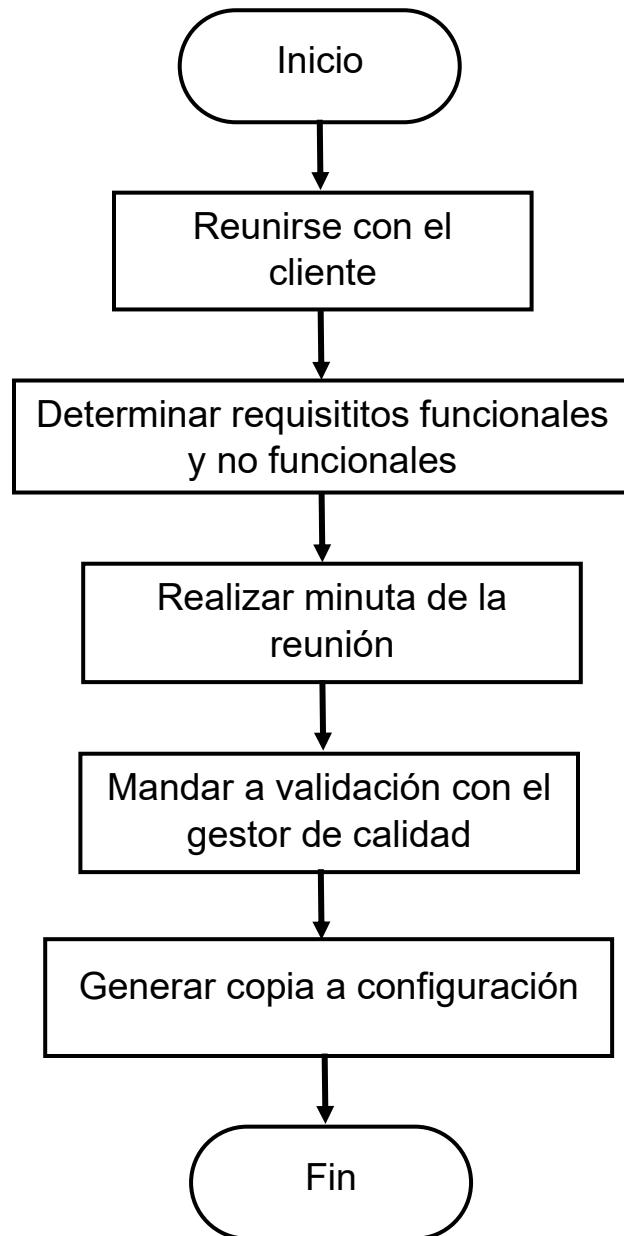 Inicio
Reunirse con el
cliente
Determinar requisititos funcionales
y no funcionales
Realizar minuta de la
reunión
Mandar a validación con el
gestor de calidad
Generar copia a configuración
Fin